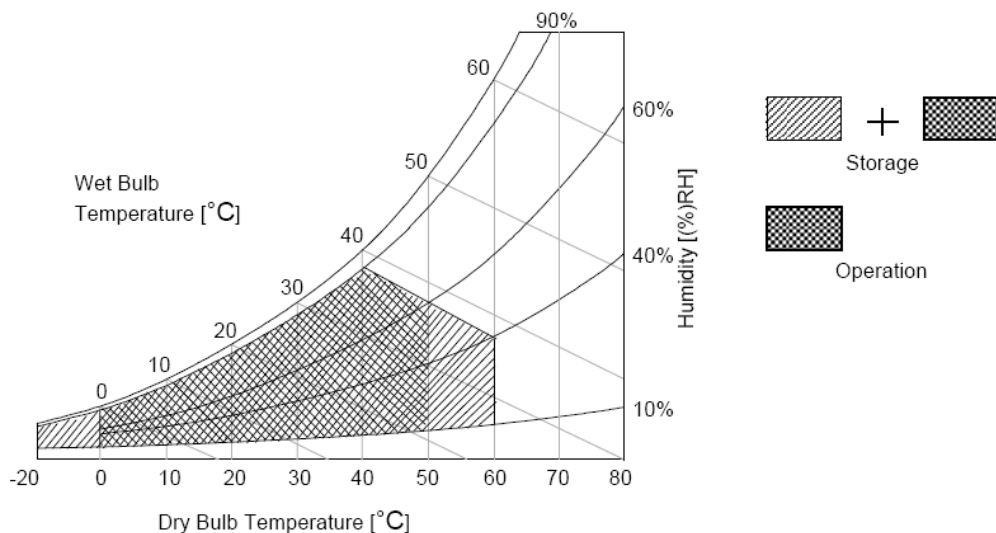 90%
60
60%
50
Wet Bulb
Temperature [°C]
40
40%
30
20
10
0
10%
Humidity [(%)RH]
-20 0 10 20 30 40 50 60 70 80
Dry Bulb Temperature [°C]
+
Storage
Operation